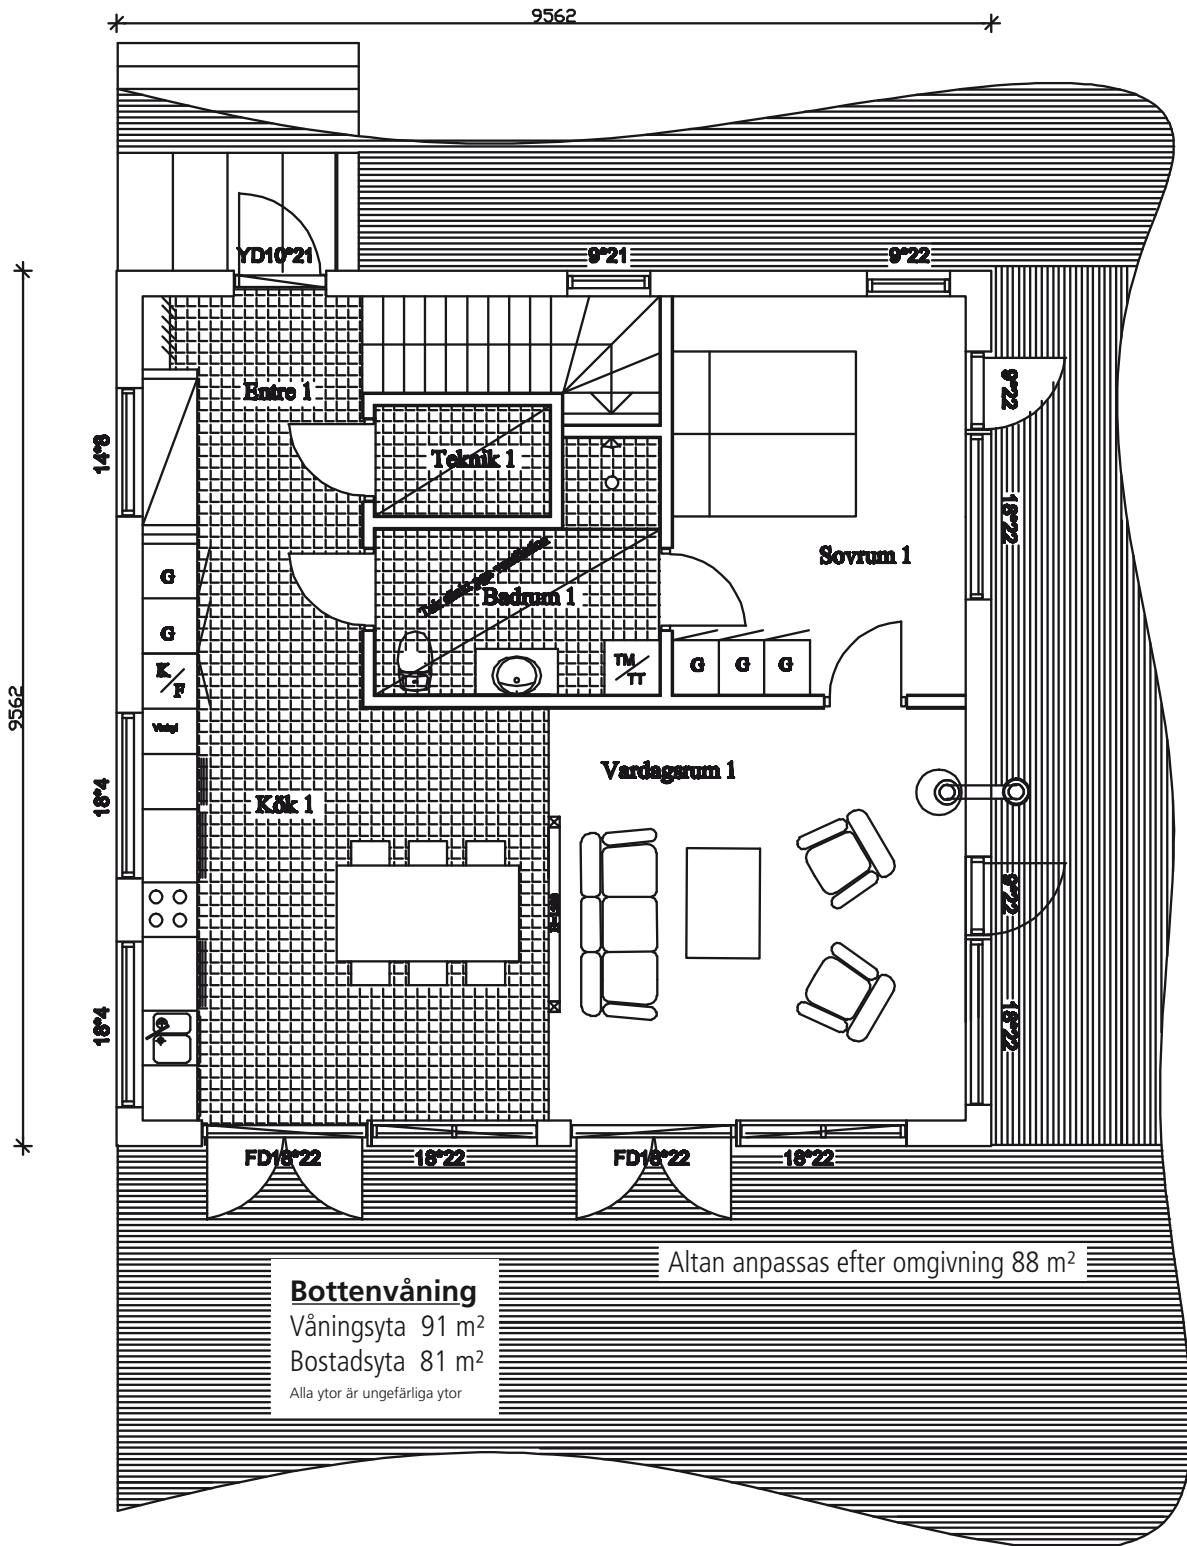 9562
YD10*21
9*21
9*22
Entre 1
9*22
14*8
Teknik 1
18*22
Sovrum 1
G
Badrum 1
G
TM/TT
G
G
G
K/F
9562
Vardagsrum 1
18*4
Kök 1
9*22
18*4
18*22
FD18*22
18*22
FD18*22
18*22
Altan anpassas efter omgivning 88 m²
Bottenvåning
Våningsyta 91 m²
Bostadsyta 81 m²
Alla ytor är ungefärliga ytor